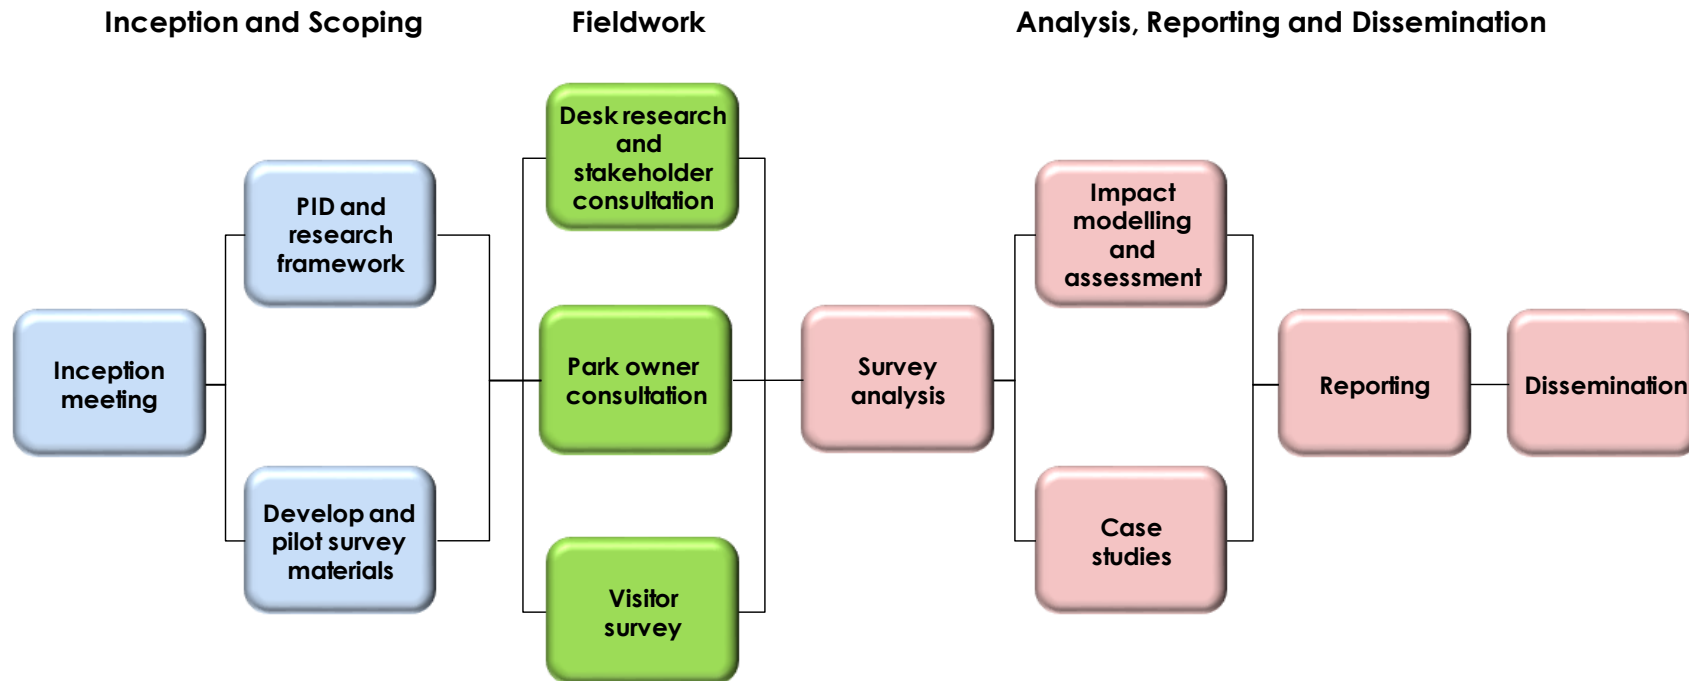 Inception and Scoping
Fieldwork
Analysis, Reporting and Dissemination
Inception
meeting
PID and
research
framework
Develop and
pilot survey
materials
Desk research
and
stakeholder
consultation
Park owner
consultation
Visitor
survey
Survey
analysis
Impact
modelling
and
assessment
Case
studies
Reporting
Dissemination